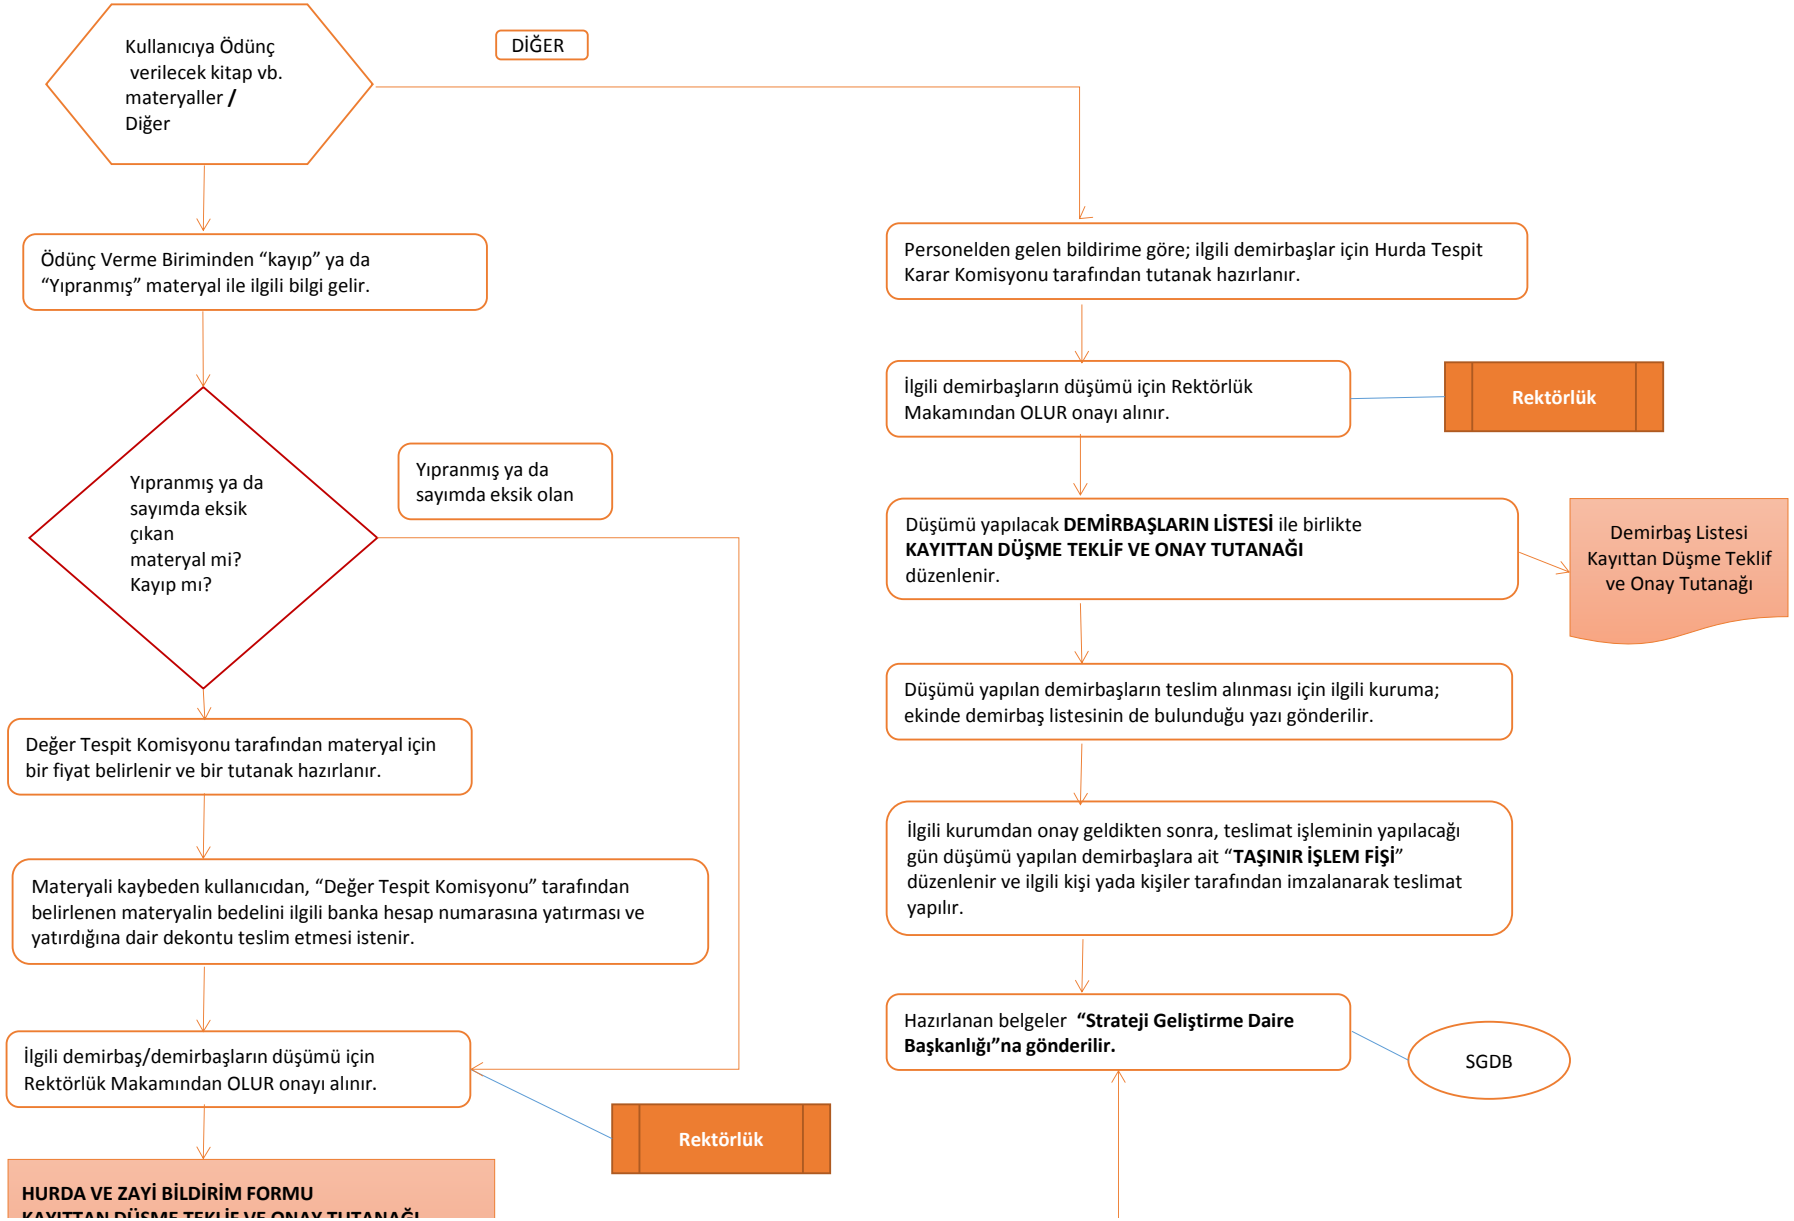 Kullanıcıya Ödünç
verilecek kitap vb.
materyaller /
Diğer
DİĞER
Ödünç Verme Biriminden “kayıp” ya da
“Yıpranmış” materyal ile ilgili bilgi gelir.
Yıpranmış ya da
sayımda eksik
çıkan
materyal mi?
Kayıp mı?
Yıpranmış ya da
sayımda eksik olan
Değer Tespit Komisyonu tarafından materyal için
bir fiyat belirlenir ve bir tutanak hazırlanır.
Materyali kaybeden kullanıcıdan, “Değer Tespit Komisyonu” tarafından
belirlenen materyalin bedelini ilgili banka hesap numarasına yatırması ve
yatırdığına dair dekontu teslim etmesi istenir.
İlgili demirbaş/demirbaşların düşümü için
Rektörlük Makamından OLUR onayı alınır.
Rektörlük
HURDA VE ZAYİ BİLDİRİM FORMU
KAYITTAN DÜŞME TEKLİF VE ONAY TUTANAĞI
Personelden gelen bildirime göre; ilgili demirbaşlar için Hurda Tespit
Karar Komisyonu tarafından tutanak hazırlanır.
İlgili demirbaşların düşümü için Rektörlük
Makamından OLUR onayı alınır.
Rektörlük
Düşümü yapılacak DEMİRBAŞLARIN LİSTESİ ile birlikte
KAYITTAN DÜŞME TEKLİF VE ONAY TUTANAĞI
düzenlenir.
Demirbaş Listesi
Kayıttan Düşme Teklif
ve Onay Tutanağı
Düşümü yapılan demirbaşların teslim alınması için ilgili kuruma;
ekinde demirbaş listesinin de bulunduğu yazı gönderilir.
İlgili kurumdan onay geldikten sonra, teslimat işleminin yapılacağı
gün düşümü yapılan demirbaşlara ait “TAŞINIR İŞLEM FİŞİ”
düzenlenir ve ilgili kişi yada kişiler tarafından imzalanarak teslimat
yapılır.
Hazırlanan belgeler “Strateji Geliştirme Daire
Başkanlığı”na gönderilir.
SGDB